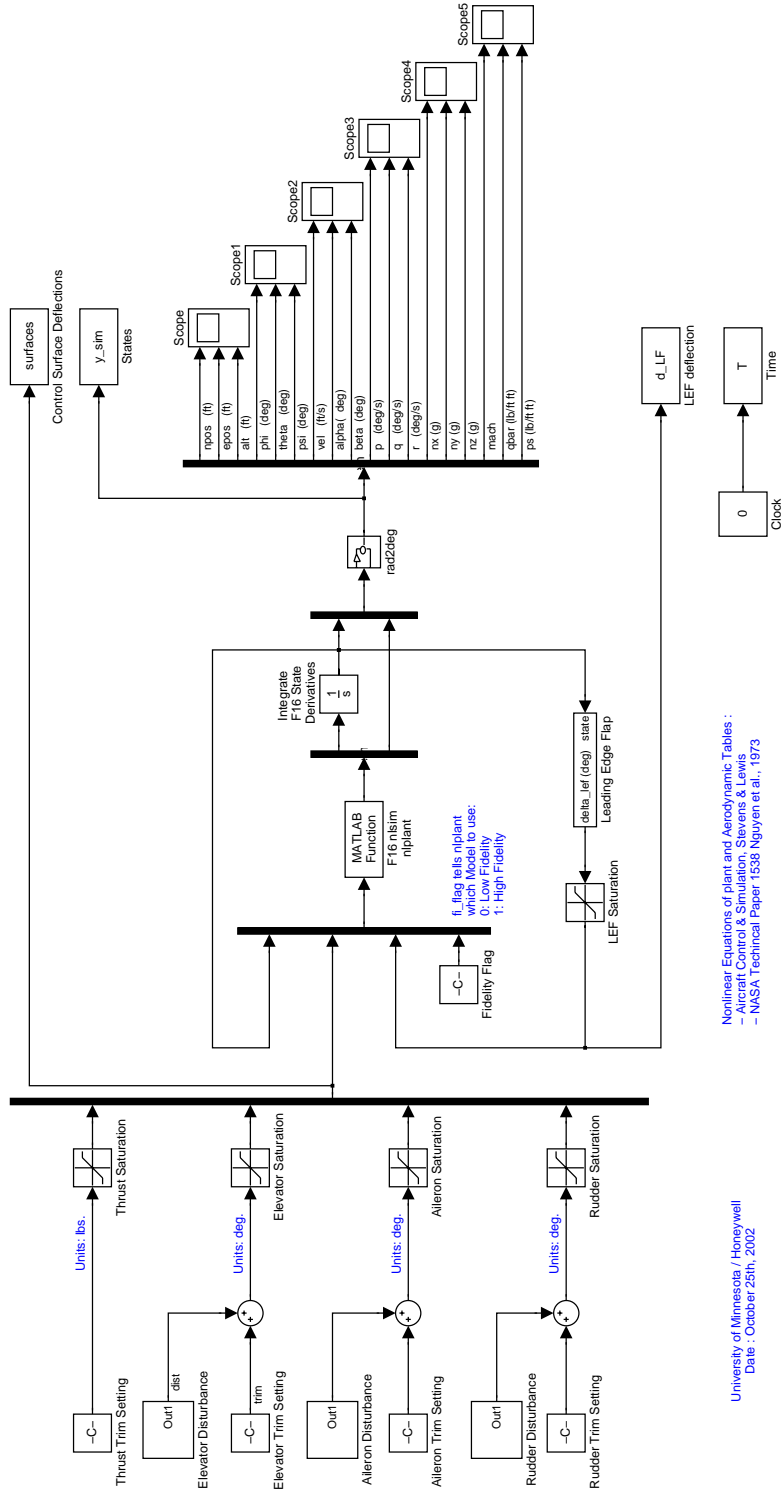 -C-
Thrust Trim Setting
Units: lbs.
Thrust Saturation
Out1
dist
Elevator Disturbance
-C-
trim
Elevator Trim Setting
Units: deg.
Elevator Saturation
Out1
Aileron Disturbance
-C-
Aileron Trim Setting
Units: deg.
Aileron Saturation
Out1
Rudder Disturbance
-C-
Rudder Trim Setting
Units: deg.
Rudder Saturation
University of Minnesota / Honeywell
Date : October 25th, 2002
surfaces
Control Surface Deflections
y_sim
States
-C-
Fidelity Flag
MATLAB
Function
F16 nlsim
nlplant
fi_flag tells nlplant
which Model to use:
0: Low Fidelity
1: High Fidelity
Integrate
F16 State
Derivatives
1
s
rad2deg
npos (ft)
epos (ft)
alt (ft)
phi (deg)
theta (deg)
psi (deg)
vel (ft/s)
alpha( deg)
beta (deg)
p (deg/s)
q (deg/s)
r (deg/s)
nx (g)
ny (g)
nz (g)
mach
qbar (lb/ft ft)
ps (lb/ft ft)
Scope
Scope1
Scope2
Scope3
Scope4
Scope5
LEF Saturation
delta_lef (deg) state
Leading Edge Flap
d_LF
LEF deflection
0
Clock
T
Time
Nonlinear Equations of plant and Aerodynamic Tables :
– Aircraft Control & Simulation, Stevens & Lewis
– NASA Techincal Paper 1538 Nguyen et al., 1973